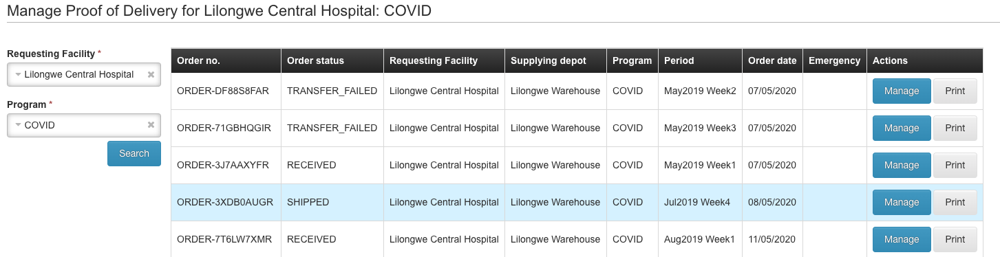 Manage Proof of Delivery for Lilongwe Central Hospital: COVID
Requesting Facility *
Lilongwe Central Hospital
Program *
COVID
Search
Order no. Order status Requesting Facility Supplying depot Program Period Order date Emergency Actions
ORDER-DF88S8FAR TRANSFER_FAILED Lilongwe Central Hospital Lilongwe Warehouse COVID May2019 Week2 07/05/2020 Manage Print
ORDER-71GBHQGIR TRANSFER_FAILED Lilongwe Central Hospital Lilongwe Warehouse COVID May2019 Week3 07/05/2020 Manage Print
ORDER-3J7AAXYFR RECEIVED Lilongwe Central Hospital Lilongwe Warehouse COVID May2019 Week1 07/05/2020 Manage Print
ORDER-3XDB0AUGR SHIPPED Lilongwe Central Hospital Lilongwe Warehouse COVID Jul2019 Week4 08/05/2020 Manage Print
ORDER-7T6LW7XMR RECEIVED Lilongwe Central Hospital Lilongwe Warehouse COVID Aug2019 Week1 11/05/2020 Manage Print